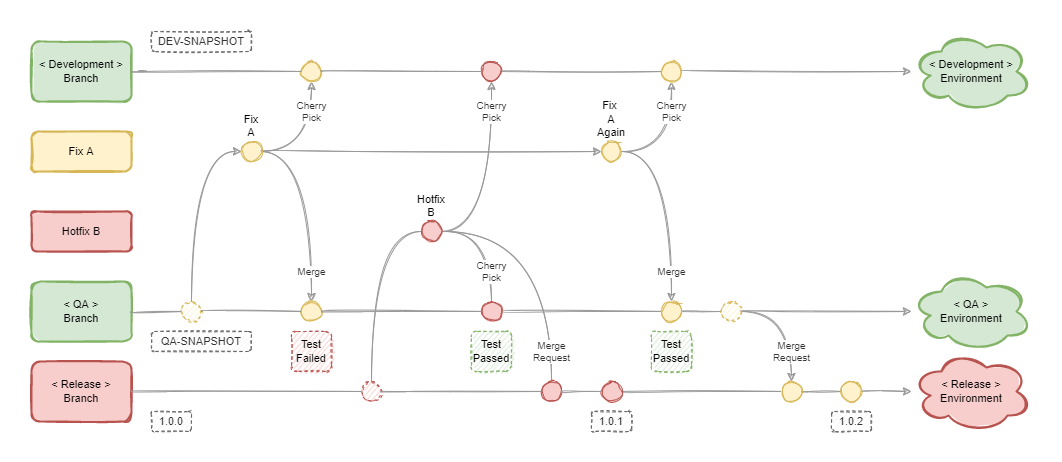 DEV-SNAPSHOT
< Development >
Branch
< Development >
Environment
Cherry
Pick
Cherry
Pick
Cherry
Pick
Fix
A
Fix
A
Again
Fix A
Hotfix
B
Hotfix B
Merge
Cherry
Pick
Merge
< QA >
Branch
< QA >
Environment
QA-SNAPSHOT
Test
Failed
Test
Passed
Merge
Request
Test
Passed
Merge
Request
< Release >
Branch
< Release >
Environment
1.0.0
1.0.1
1.0.2